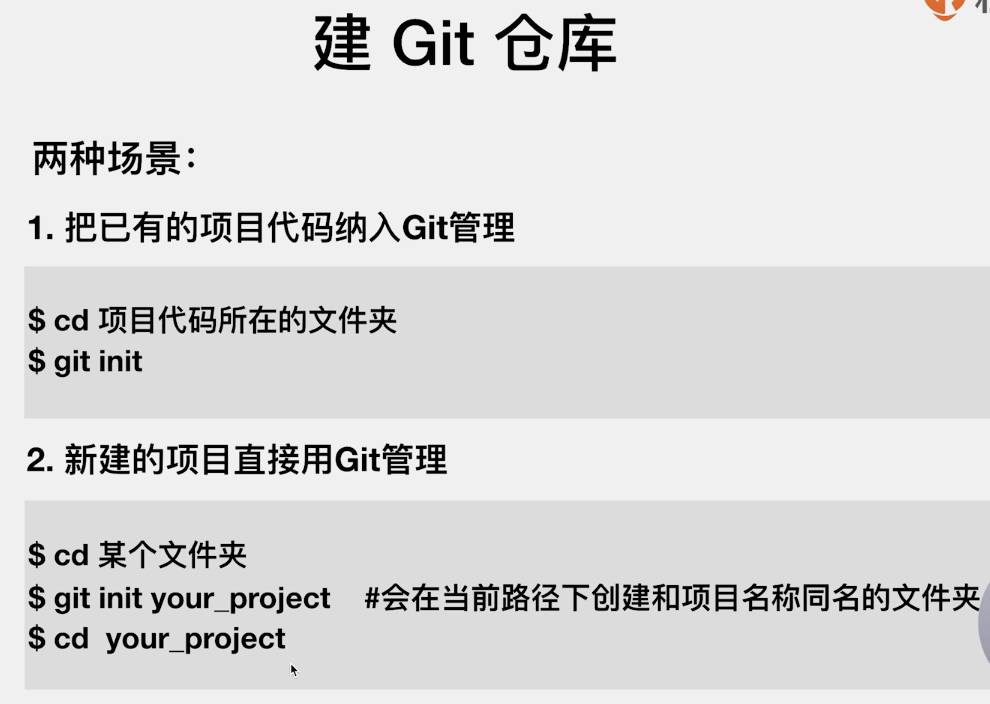 建 Git 仓库
两种场景：
1. 把已有的项目代码纳入Git管理
$ cd 项目代码所在的文件夹
$ git init
2. 新建的项目直接用Git管理
$ cd 某个文件夹
$ git init your_project #会在当前路径下创建和项目名称同名的文件夹
$ cd your_project